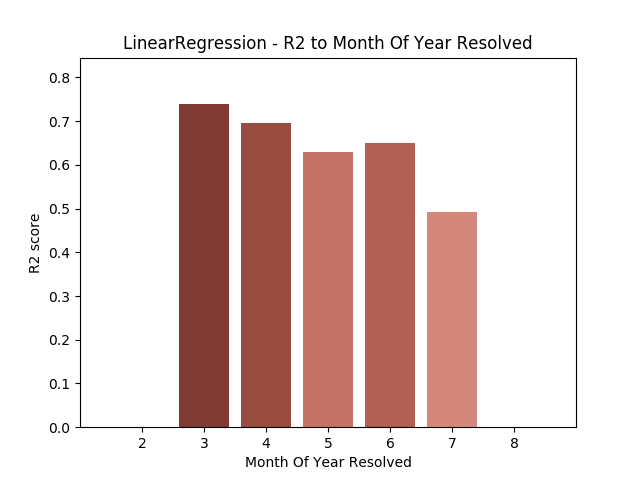 LinearRegression - R2 to Month Of Year Resolved
0.8
0.7
0.6
0.5
0.4
0.3
0.2
0.1
0.0
R2 score
2 3 4 5 6 7 8
Month Of Year Resolved